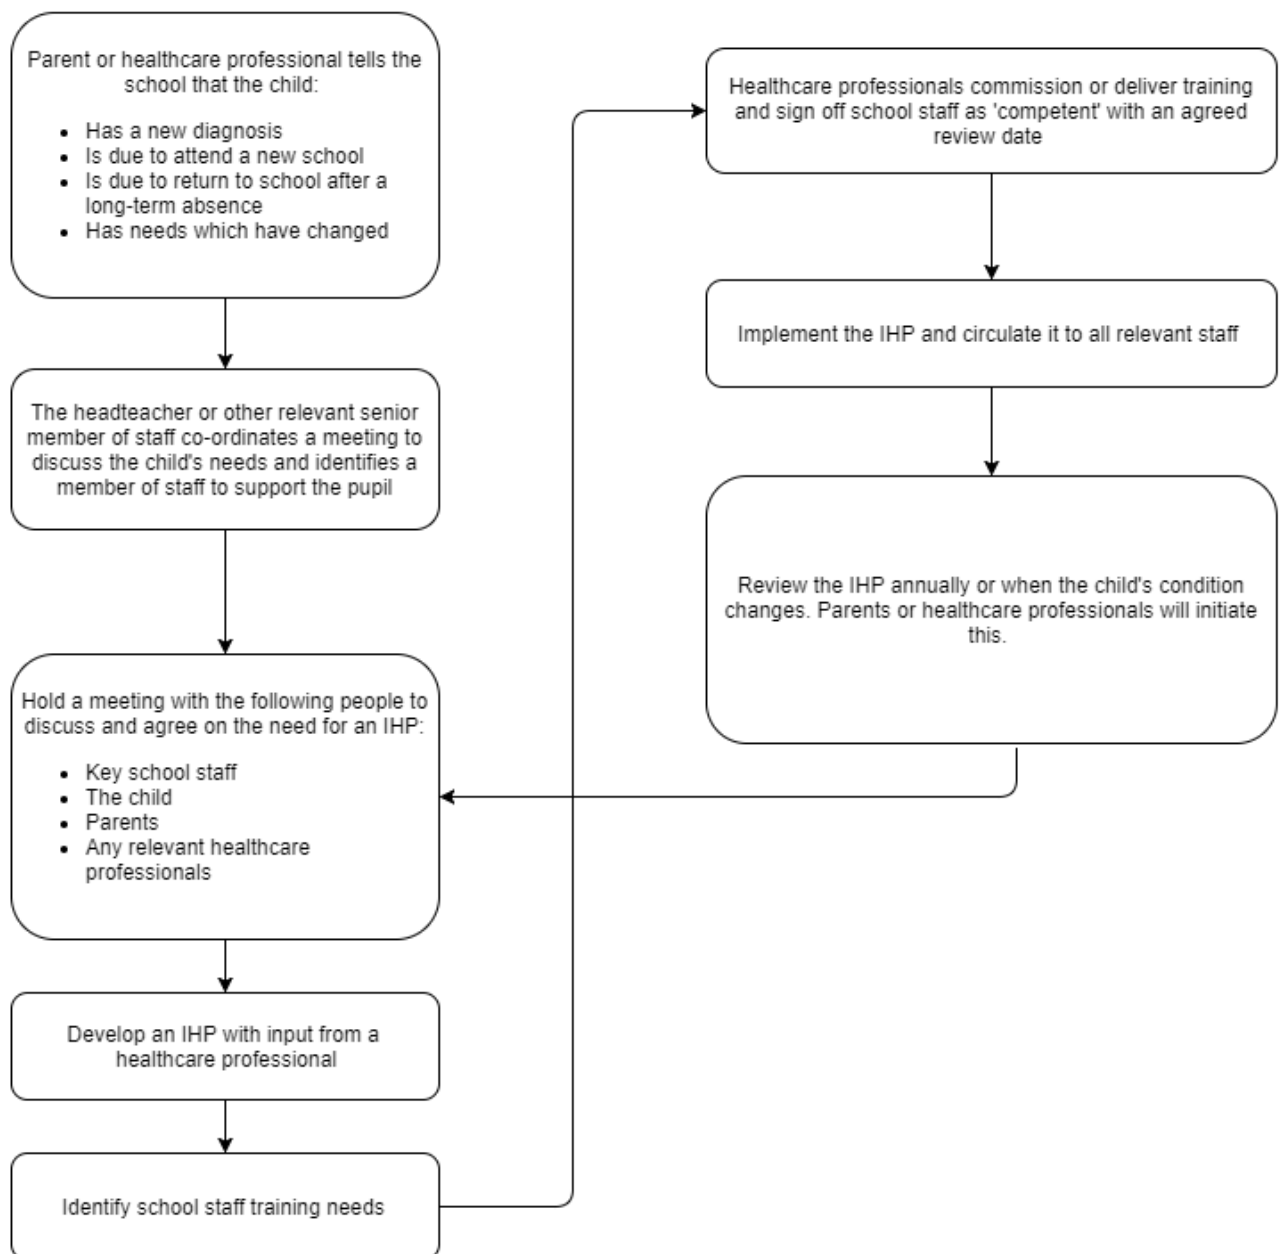 Parent or healthcare professional tells the
school that the child:
• Has a new diagnosis
• Is due to attend a new school
• Is due to return to school after a
long-term absence
• Has needs which have changed
The headteacher or other relevant senior
member of staff co-ordinates a meeting to
discuss the child's needs and identifies a
member of staff to support the pupil
Hold a meeting with the following people to
discuss and agree on the need for an IHP:
• Key school staff
• The child
• Parents
• Any relevant healthcare
professionals
Develop an IHP with input from a
healthcare professional
Identify school staff training needs
Healthcare professionals commission or deliver training
and sign off school staff as 'competent' with an agreed
review date
Implement the IHP and circulate it to all relevant staff
Review the IHP annually or when the child's condition
changes. Parents or healthcare professionals will initiate
this.